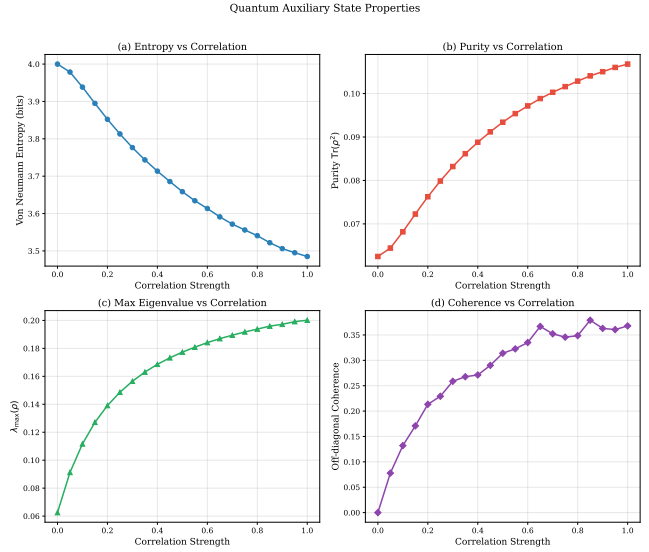 Quantum Auxiliary State Properties
(a) Entropy vs Correlation
Von Neumann Entropy (bits)
4.0
3.9
3.8
3.7
3.6
3.5
0.0 0.2 0.4 0.6 0.8 1.0
Correlation Strength
(b) Purity vs Correlation
Purity Tr(ρ²)
0.10
0.09
0.08
0.07
0.0 0.2 0.4 0.6 0.8 1.0
Correlation Strength
(c) Max Eigenvalue vs Correlation
λmax(ρ)
0.20
0.18
0.16
0.14
0.12
0.10
0.08
0.06
0.0 0.2 0.4 0.6 0.8 1.0
Correlation Strength
(d) Coherence vs Correlation
Off-diagonal Coherence
0.35
0.30
0.25
0.20
0.15
0.10
0.05
0.00
0.0 0.2 0.4 0.6 0.8 1.0
Correlation Strength